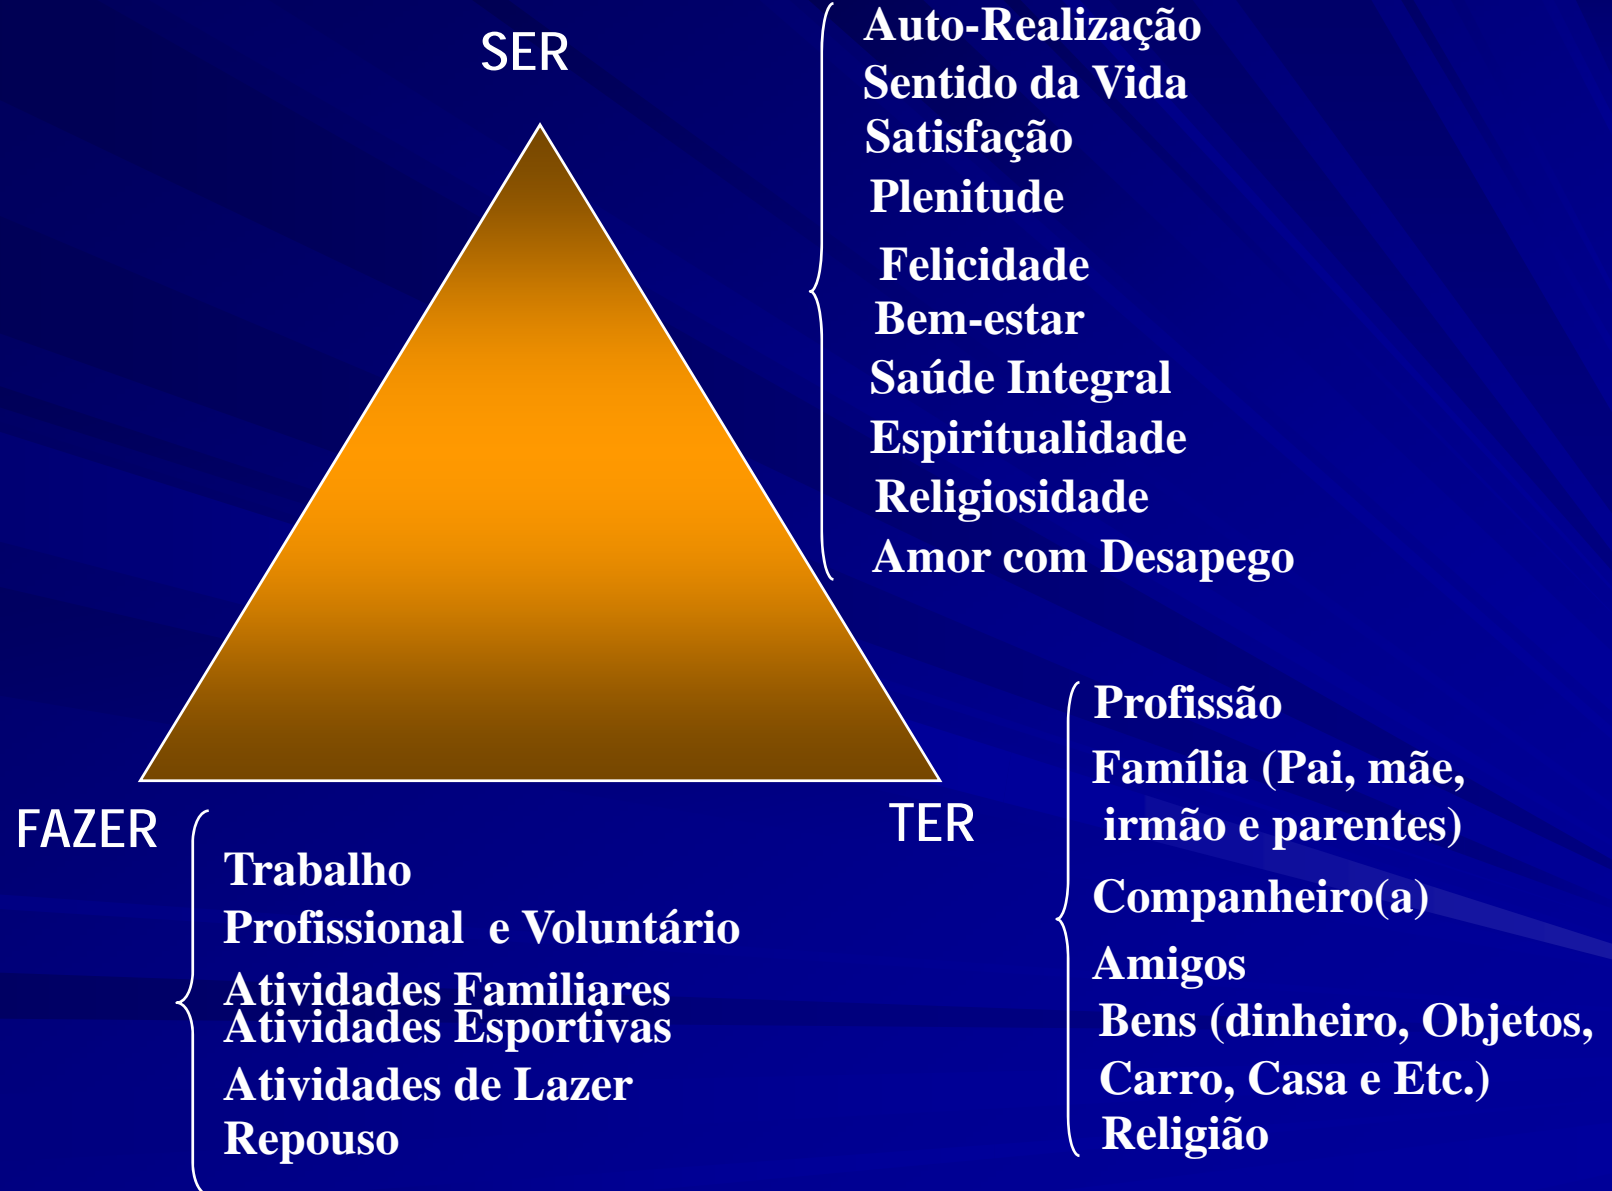 SER
Auto-Realização
Sentido da Vida
Satisfação
Plenitude
Felicidade
Bem-estar
Saúde Integral
Espiritualidade
Religiosidade
Amor com Desapego
FAZER
Trabalho
Profissional e Voluntário
Atividades Familiares
Atividades Esportivas
Atividades de Lazer
Repouso
TER
Profissão
Família (Pai, mãe,
irmão e parentes)
Companheiro(a)
Amigos
Bens (dinheiro, Objetos,
Carro, Casa e Etc.)
Religião